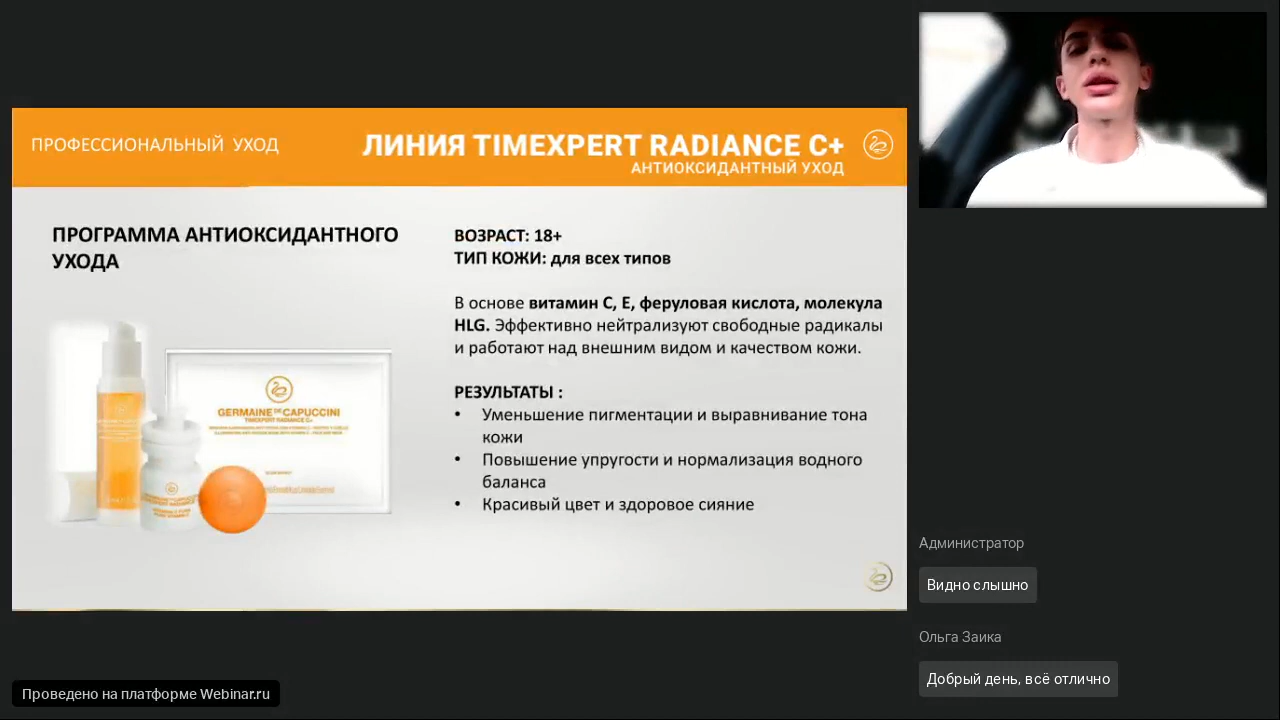 ПРОФЕССИОНАЛЬНЫЙ УХОД
ЛИНИЯ TIMEXPERT RADIANCE C+
АНТИОКСИДАНТНЫЙ УХОД
ПРОГРАММА АНТИОКСИДАНТНОГО
УХОДА
GERMAINE DE CAPUCCINI
TIMEXPERT RADIANCE C+
ВОЗРАСТ: 18+
ТИП КОЖИ: для всех типов
В основе витамин С, Е, феруловая кислота, молекула
HLG. Эффективно нейтрализуют свободные радикалы
и работают над внешним видом и качеством кожи.
РЕЗУЛЬТАТЫ :
• Уменьшение пигментации и выравнивание тона
кожи
• Повышение упругости и нормализация водного
баланса
• Красивый цвет и здоровое сияние
Администратор
Видно слышно
Ольга Заика
Добрый день, всё отлично
Проведено на платформе Webinar.ru